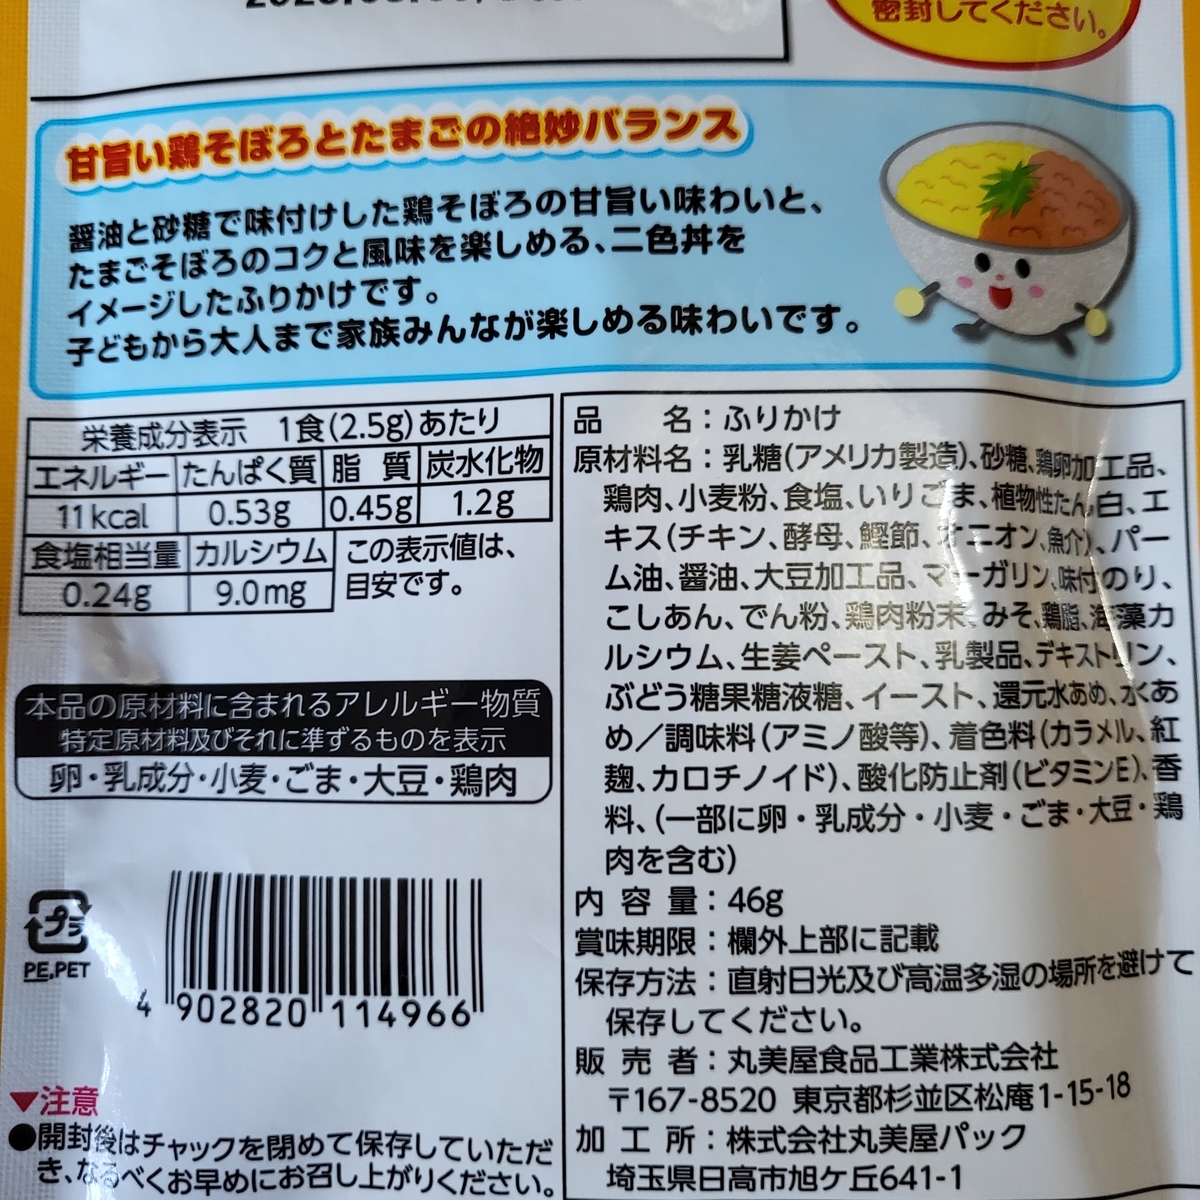 密封してください。
甘旨い鶏そぼろとたまごの絶妙バランス
醤油と砂糖で味付けした鶏そぼろの甘旨い味わいと、
たまごそぼろのコクと風味を楽しめる、二色丼を
イメージしたふりかけです。
子どもから大人まで家族みんなが楽しめる味わいです。
栄養成分表示 1食(2.5g)あたり
エネルギー たんぱく質 脂質 炭水化物
11kcal 0.53g 0.45g 1.2g
食塩相当量 カルシウム この表示値は、
0.24g 9.0mg 目安です。
本品の原材料に含まれるアレルギー物質
特定原材料及びそれに準ずるものを表示
卵・乳成分・小麦・ごま・大豆・鶏肉
プラ
PE,PET
4 902820 114966
▼注意
●開封後はチャックを閉めて保存していただ
き、なるべくお早めにお召し上がりください。
品名：ふりかけ
原材料名：乳糖(アメリカ製造)、砂糖、鶏卵加工品、
鶏肉、小麦粉、食塩、いりごま、植物性たん白、エ
キス(チキン、酵母、鰹節、オニオン、魚介)、パー
ム油、醤油、大豆加工品、マーガリン、味付のり、
こしあん、でん粉、鶏肉粉末、みそ、鶏脂、海藻カ
ルシウム、生姜ペースト、乳製品、デキストリン、
ぶどう糖果糖液糖、イースト、還元水あめ、水あ
め／調味料(アミノ酸等)、着色料(カラメル、紅
麹、カロチノイド)、酸化防止剤(ビタミンE)、香
料、(一部に卵・乳成分・小麦・ごま・大豆・鶏
肉を含む)
内容量：46g
賞味期限：欄外上部に記載
保存方法：直射日光及び高温多湿の場所を避けて
保存してください。
販売者：丸美屋食品工業株式会社
〒167-8520 東京都杉並区松庵1-15-18
加工所：株式会社丸美屋パック
埼玉県日高市旭ケ丘641-1